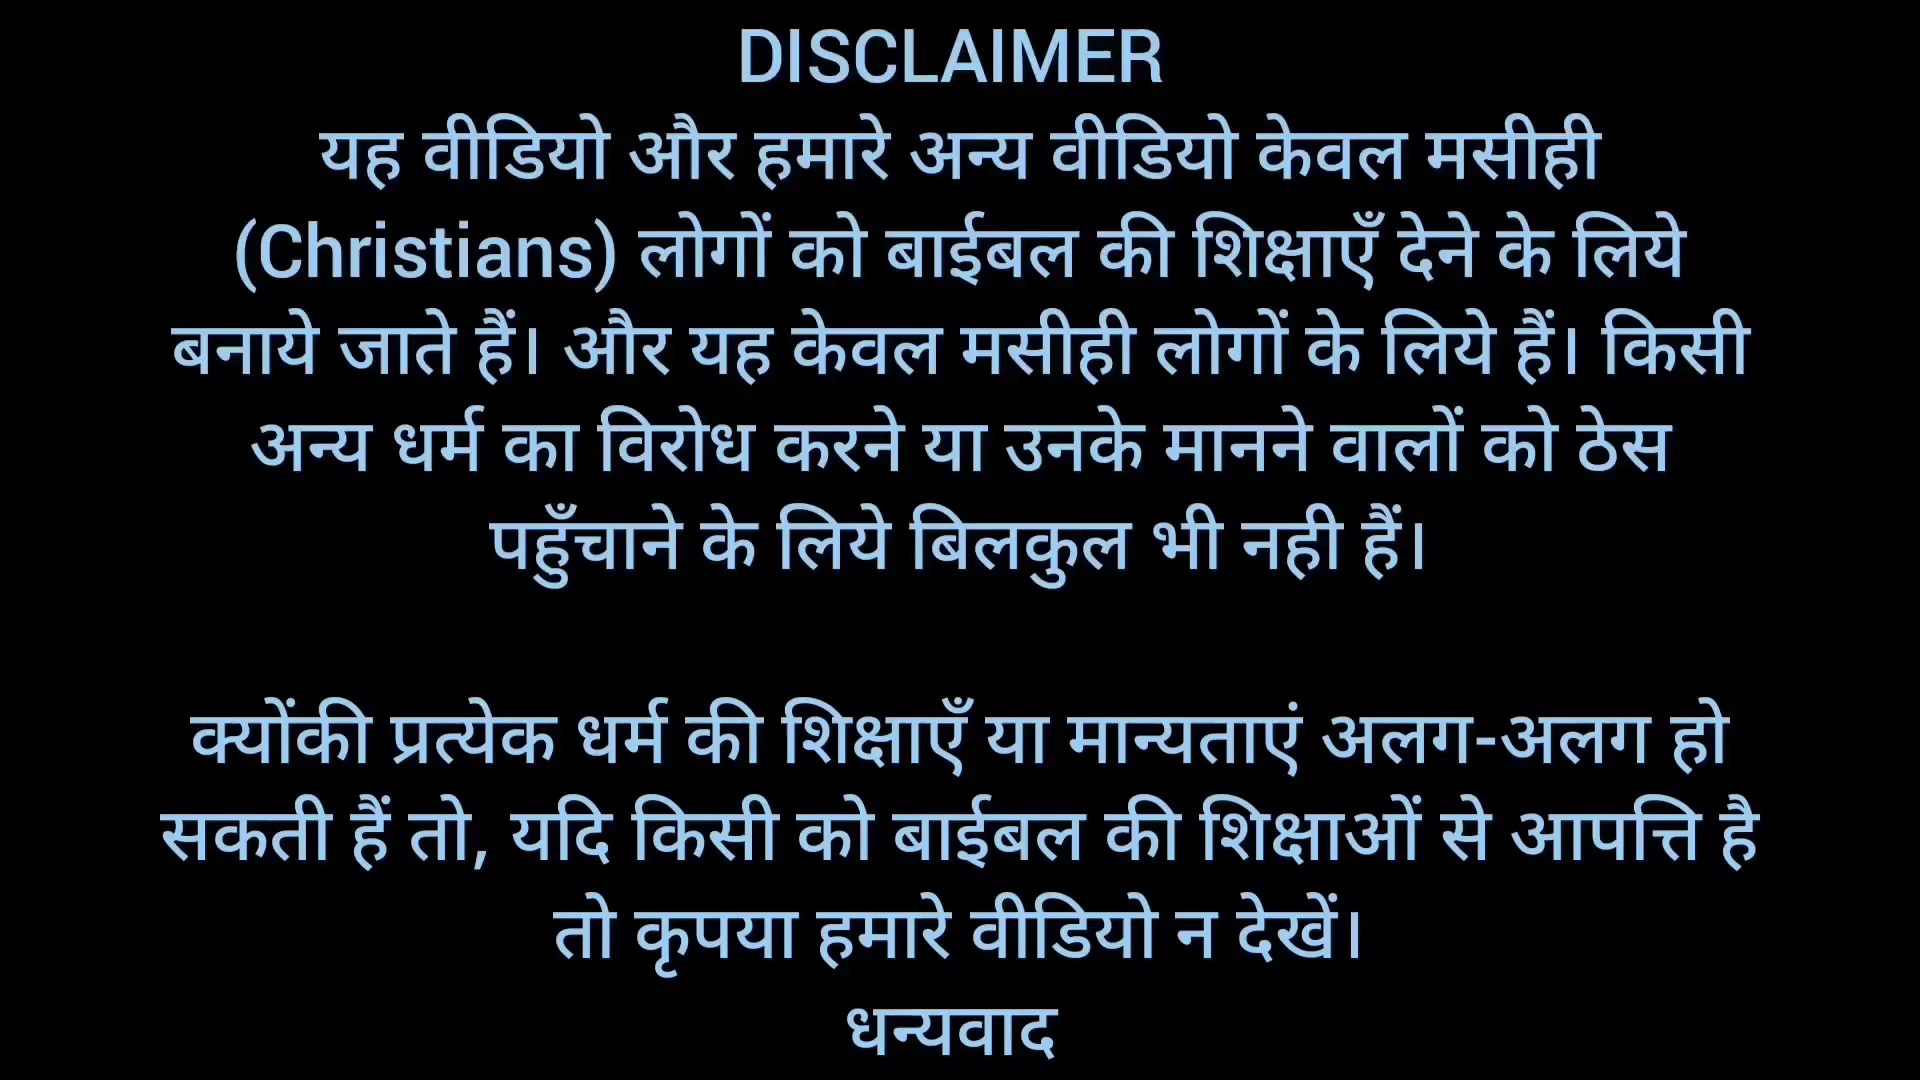 DISCLAIMER
यह वीडियो और हमारे अन्य वीडियो केवल मसीही
(Christians) लोगों को बाईबल की शिक्षाएँ देने के लिये
बनाये जाते हैं। और यह केवल मसीही लोगों के लिये हैं। किसी
अन्य धर्म का विरोध करने या उनके मानने वालों को ठेस
पहुँचाने के लिये बिलकुल भी नही हैं।
क्योंकी प्रत्येक धर्म की शिक्षाएँ या मान्यताएं अलग-अलग हो
सकती हैं तो, यदि किसी को बाईबल की शिक्षाओं से आपत्ति है
तो कृपया हमारे वीडियो न देखें।
धन्यवाद